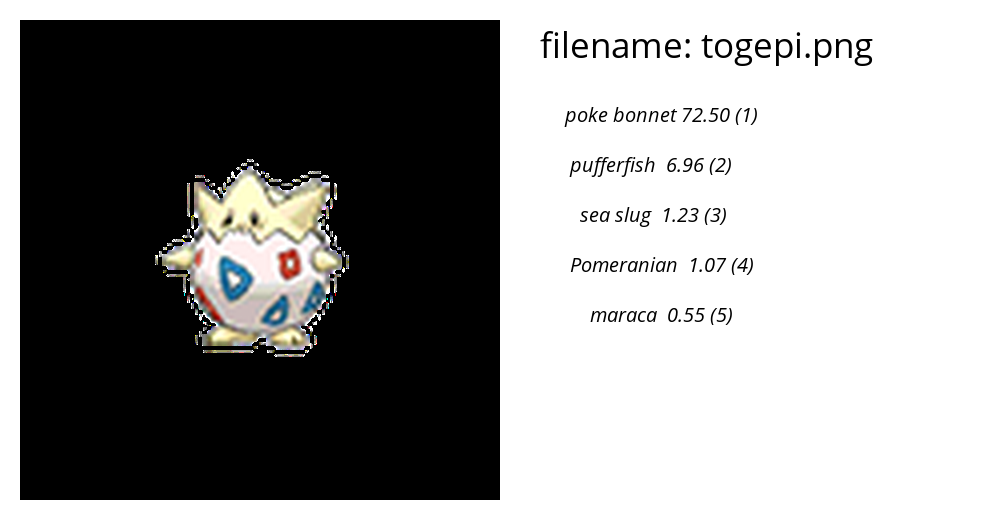 filename: togepi.png
poke bonnet 72.50 (1)
pufferfish 6.96 (2)
sea slug 1.23 (3)
Pomeranian 1.07 (4)
maraca 0.55 (5)